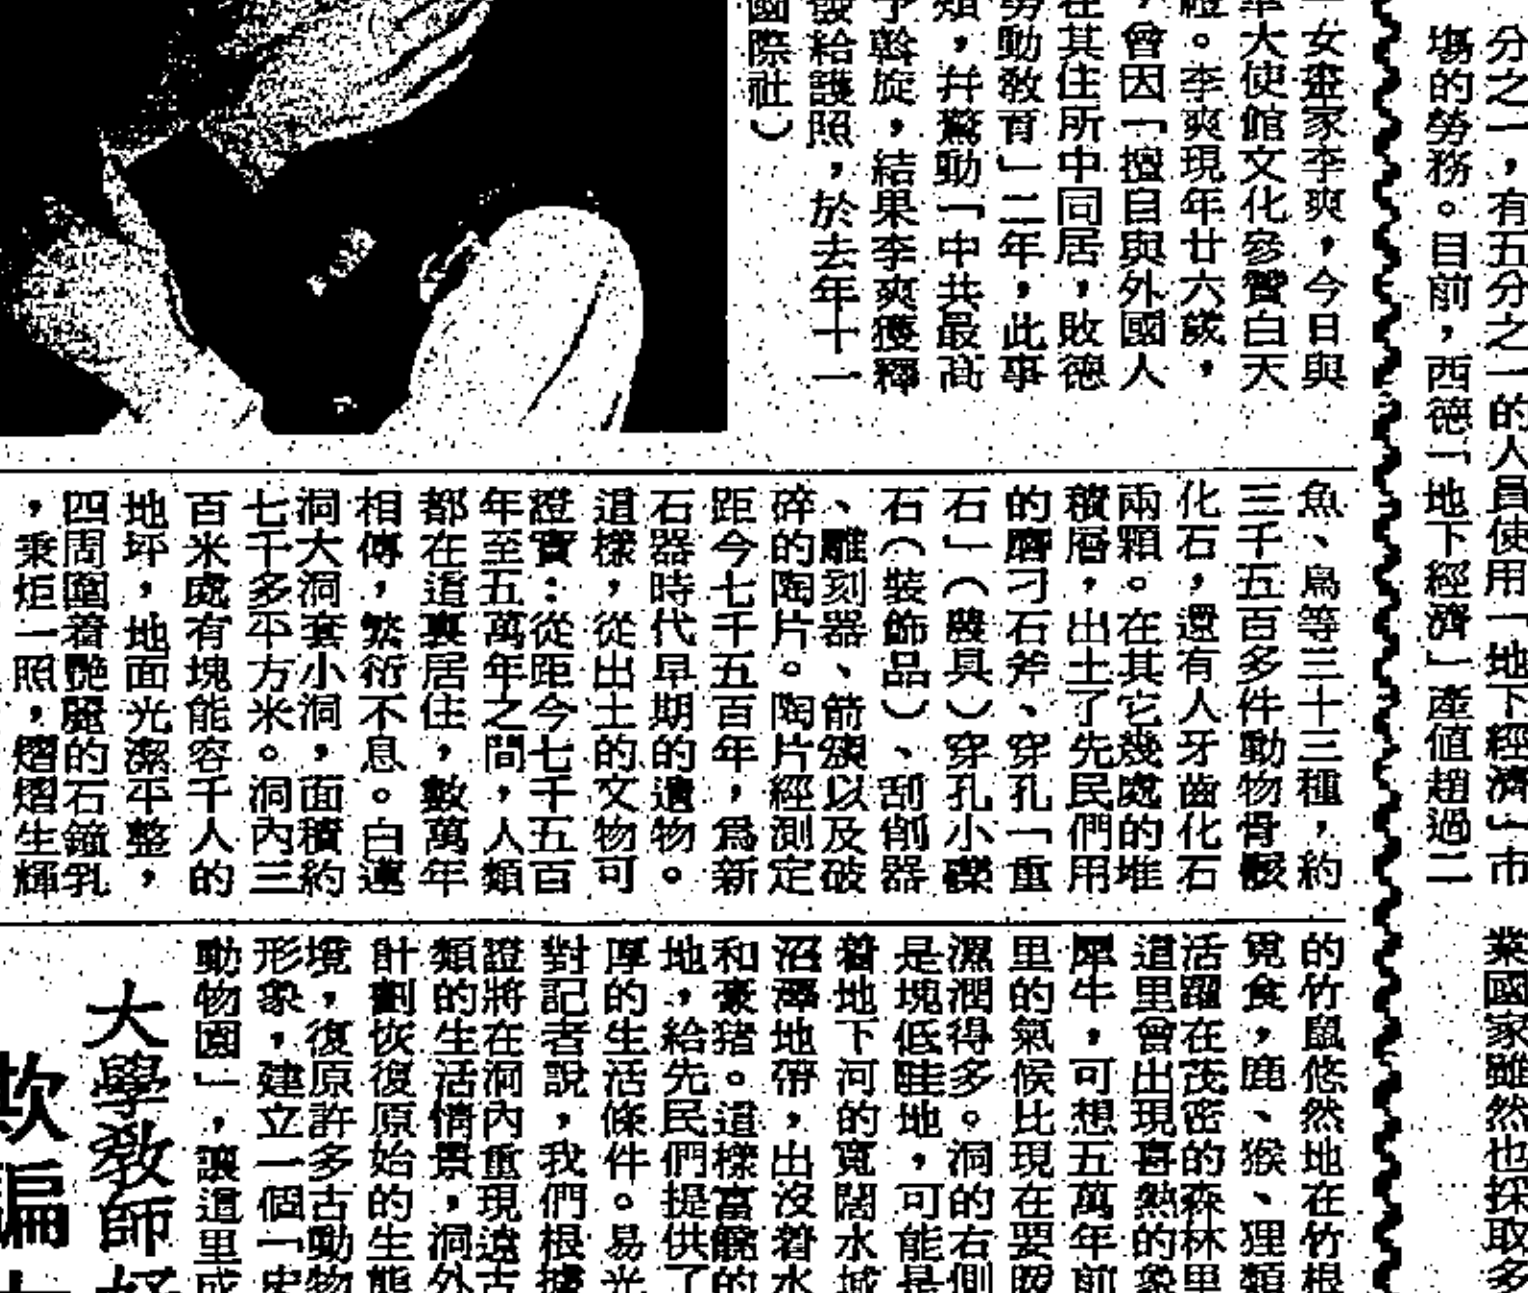 分之一，有五分之一的人員使用「地下經濟」市
塲的勞務。目前，西德「地下經濟」產值超過二
業國家雖然也採取多
女畫家李爽，今日與
大使館文化參贊白天
。李爽現年廿六歲，
，曾因「擅自與外國人
在其住所中同居，敗德
勞動教育」二年，此事
，幷驚動「中共最高
予斡旋，結果李爽獲釋
發給護照，於去年十一
國際社）
魚、鳥等三十三種，約
三千五百多件動物骨骸
化石，還有人牙齒化石
兩顆。在其它幾處的堆
積層，出土了先民們用
的磨刁石斧、穿孔「重
石」（農具）穿孔小礫
石（裝飾品）、刮削器
、雕刻器、箭鏃以及破
碎的陶片。陶片經測定
距今七千五百年，爲新
石器時代早期的遺物。
這樣，從出土的文物可
證實：從距今七千五百
年至五萬年之間，人類
都在這裏居住，數萬年
相傳，繁衍不息。白蓮
洞大洞套小洞，面積約
七千多平方米。洞內三
百米處有塊能容千人的
地坪，地面光潔平整，
四周圍着艷麗的石鐘乳
，乘炬一照，熠熠生輝
的竹鼠悠然地在竹根
覓食，鹿、猴、狸類
活躍在茂密的森林里
這里曾出現喜熱的象
犀牛，可想五萬年前
里的氣候比現在要暖
濕潤得多。洞的右側
是塊低畦地，可能是
着地下河的寬闊水域
沼澤地帶，出沒着水
和豪猪。這樣富饒的
地，給先民們提供了
厚的生活條件。易光
對記者說，我們根據
證將在洞內重現遠古
類的生活情景，洞外
計劃恢復原始的生態
境，復原許多古動物
形象，建立一個「史
動物園」，讓這里成
大學教師
欺騙